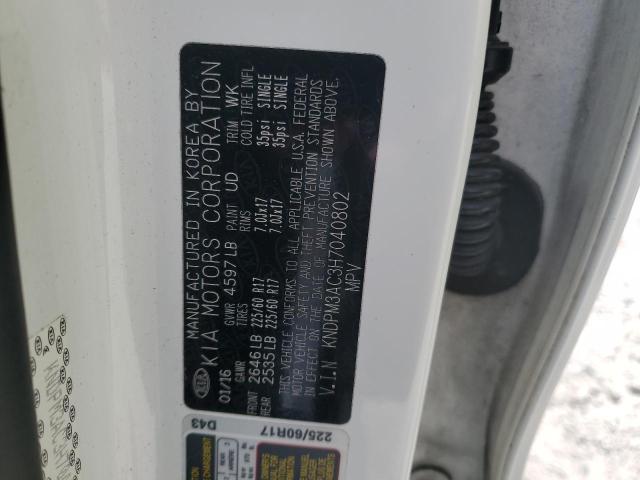 MANUFACTURED IN KOREA BY
KIA MOTORS CORPORATION
KIA
01/16 GVWR 4597LB PAINT UD TRIM WK
GAWR TIRES RIMS COLD TIRE INFL
FRONT 2646LB 225/60 R17 7.0Jx17 35psi SINGLE
REAR 2535LB 225/60 R17 7.0Jx17 35psi SINGLE
THIS VEHICLE CONFORMS TO ALL APPLICABLE U.S.A. FEDERAL
MOTOR VEHICLE SAFETY AND THEFT PREVENTION STANDARDS
IN EFFECT ON THE DATE OF MANUFACTURE SHOWN ABOVE.
V.I.N KNDPM3AC3H7040802
MPV
D43
225/60R17